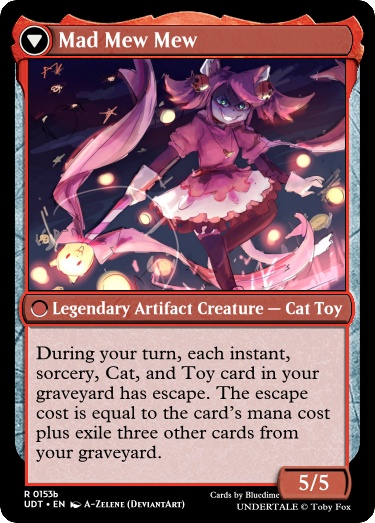 Mad Mew Mew
Legendary Artifact Creature — Cat Toy
During your turn, each instant,
sorcery, Cat, and Toy card in your
graveyard has escape. The escape
cost is equal to the card's mana cost
plus exile three other cards from
your graveyard.
5/5
R 0153b
UDT • EN A-Zelene (DeviantArt)
Cards by Bluedime
UNDERTALE © Toby Fox